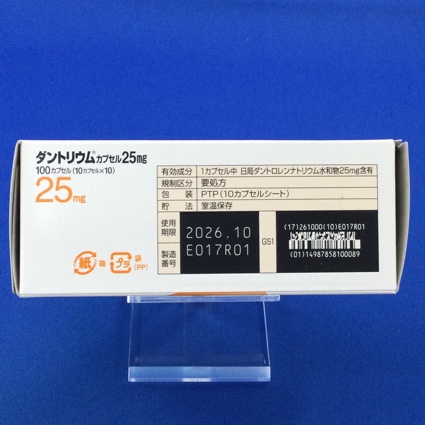 ダントリウム®カプセル25mg
100カプセル(10カプセル×10)
25mg
有効成分 1カプセル中 日局ダントロレンナトリウム水和物25mg含有
規制区分 要処方
包 装 PTP(10カプセルシート)
貯 法 室温保存
使用期限 2026.10
製造番号 E017R01
GS1
(17)261000(10)E017R01
(01)14987858100089
紙 箱
プラ 袋(PP)